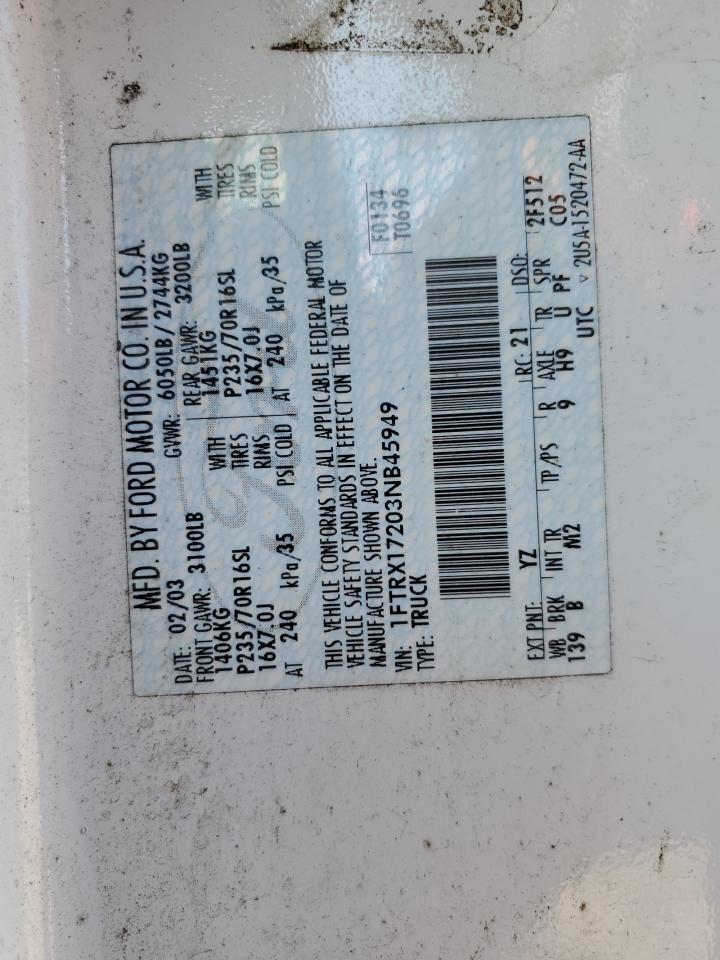 MFD. BY FORD MOTOR CO. IN U.S.A.
DATE: 02/03 GVWR: 6050LB / 2744KG
FRONT GAWR: 3100LB REAR GAWR: 3200LB
1406KG WITH 1451KG WITH
P235/70R16SL TIRES P235/70R16SL TIRES
16X7.0J RIMS 16X7.0J RIMS
AT 240 kPa/35 PSI COLD AT 240 kPa/35 PSI COLD
THIS VEHICLE CONFORMS TO ALL APPLICABLE FEDERAL MOTOR
VEHICLE SAFETY STANDARDS IN EFFECT ON THE DATE OF
MANUFACTURE SHOWN ABOVE.
VIN: 1FTRX17203NB45949
TYPE: TRUCK
F0134
T0696
EXT PNT: YZ RC: 21 DSO: 2F512
WB BRK INT TR TP/PS R AXLE TR SPR
139 B M2 9 H9 U PF C05
UTC ▽ 2U5A-1520472-AA